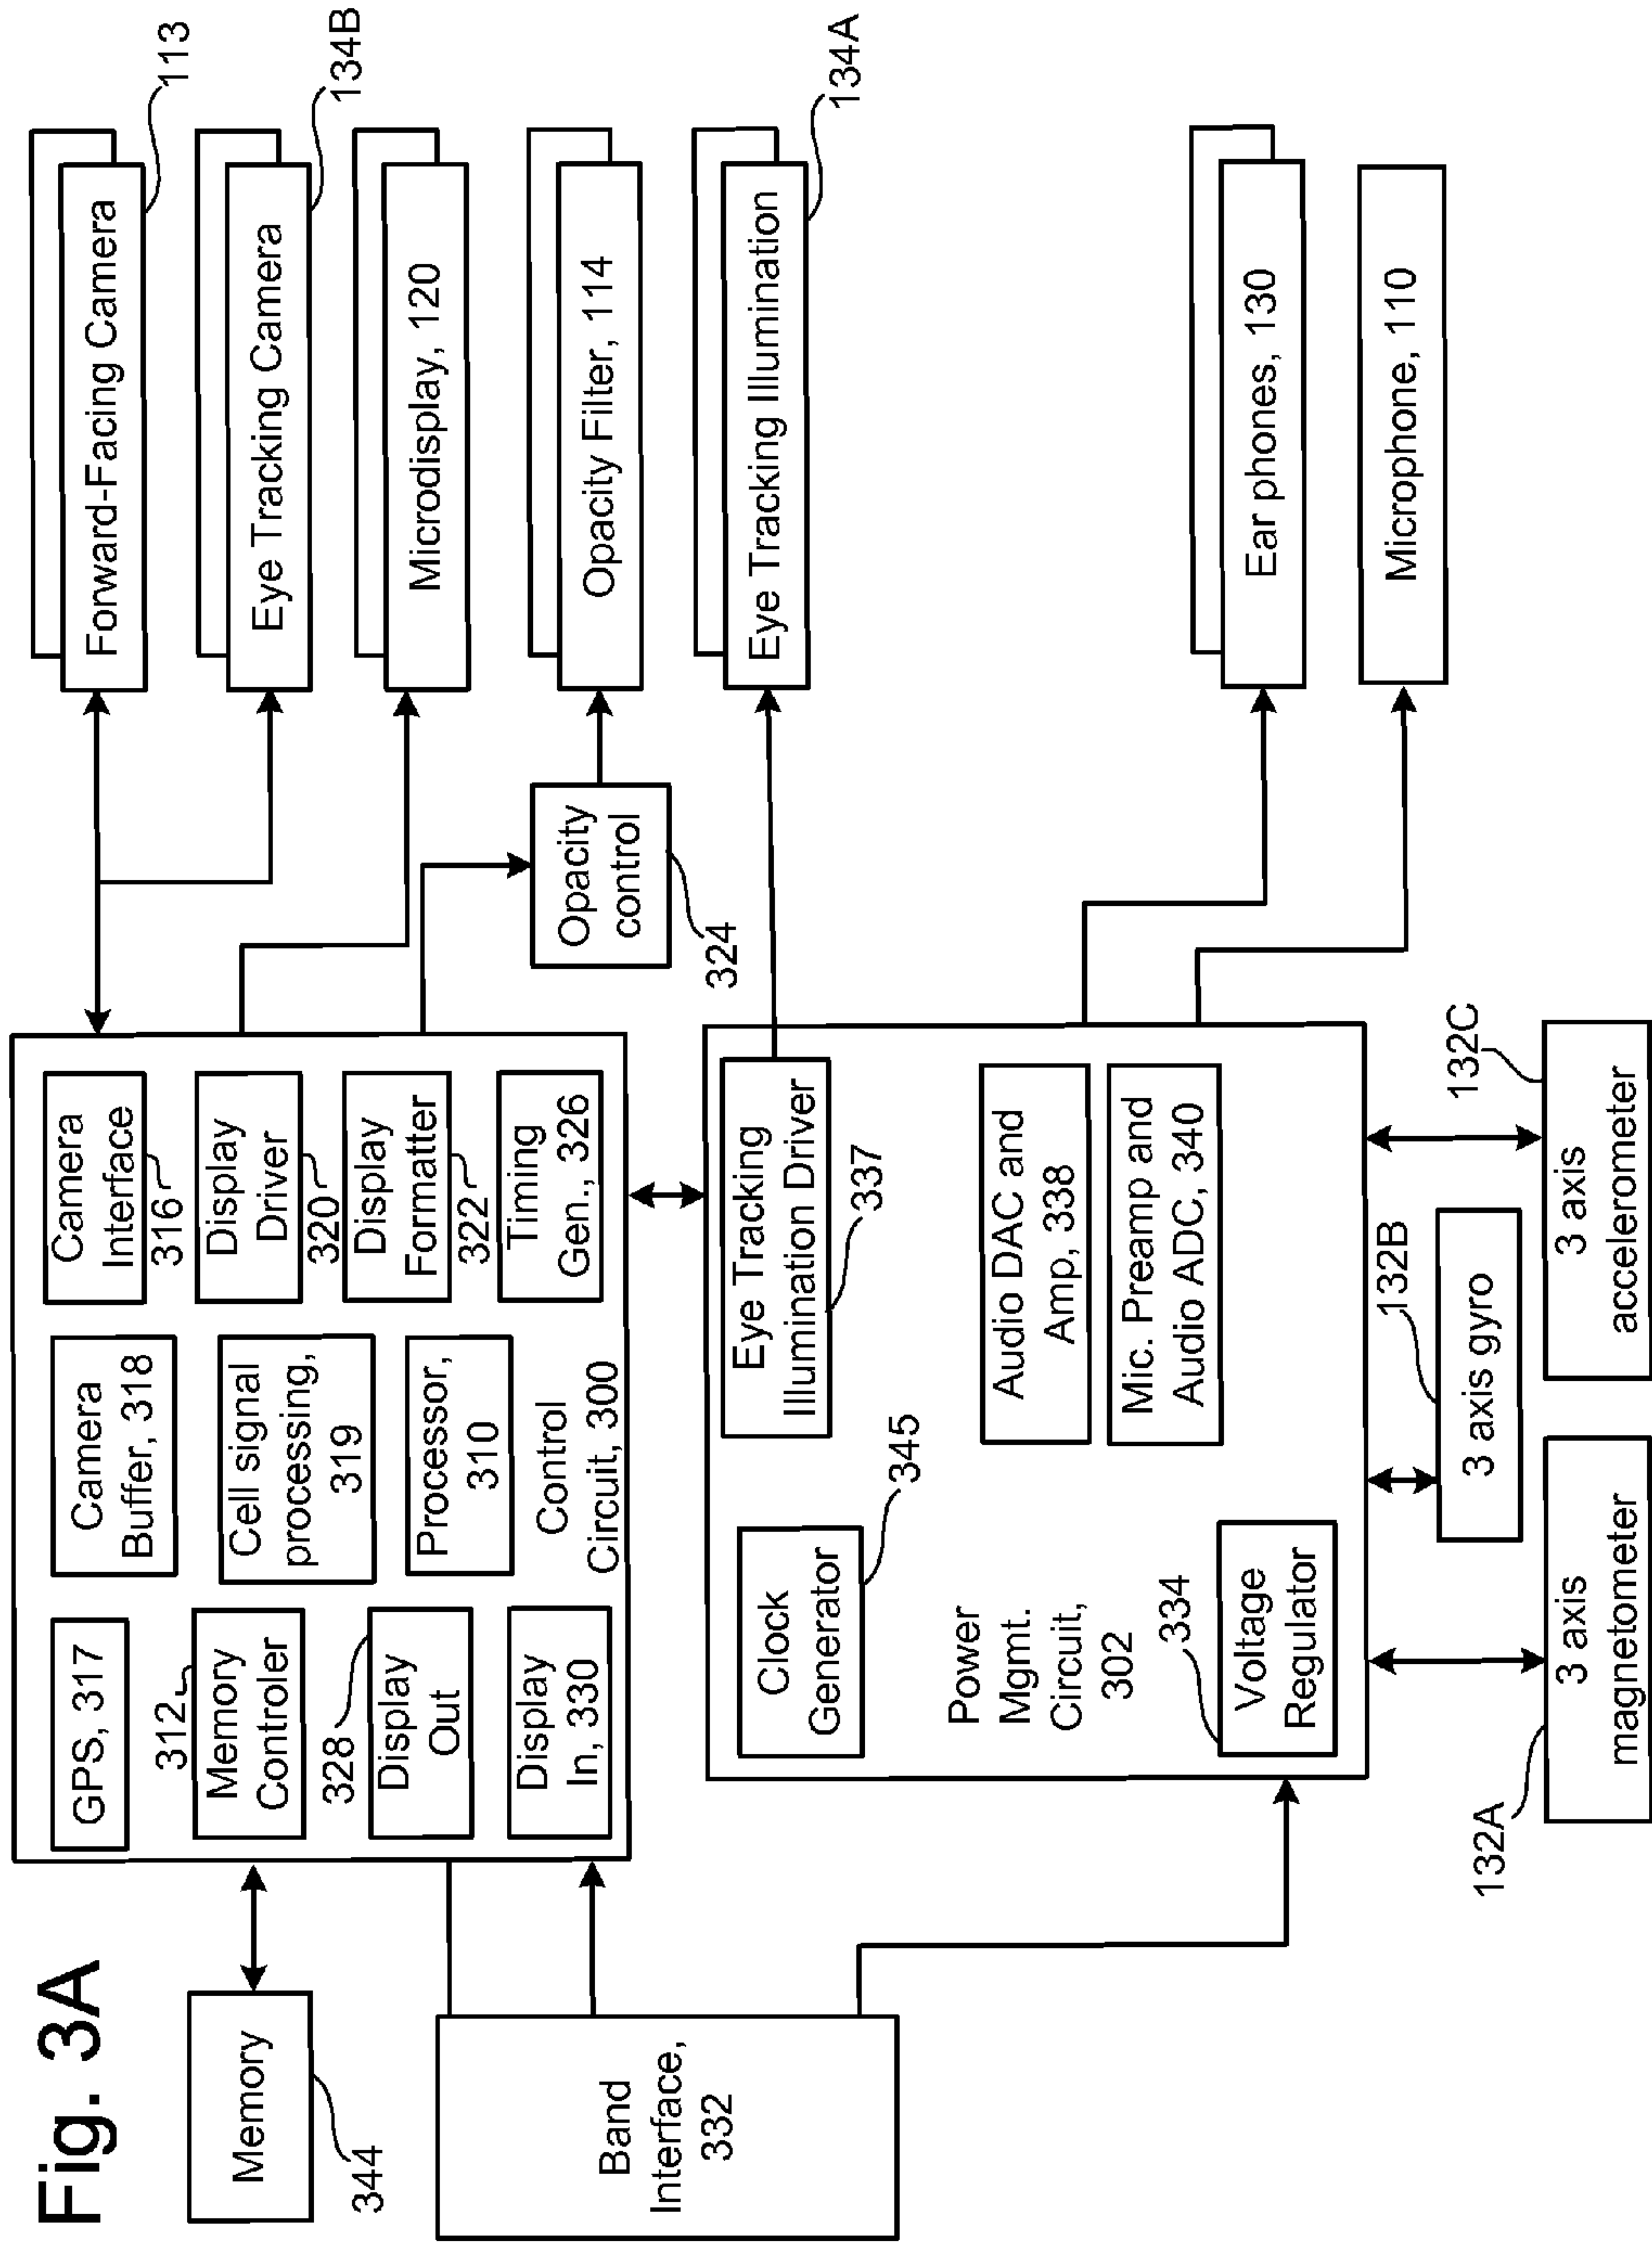 Fig. 3A
Memory
344
Band
Interface,
332
GPS, 317
312
Memory
Controler
328
Display
Out
Display
In, 330
Camera
Buffer, 318
Cell signal
processing,
319
Processor,
310
Control
Circuit, 300
Camera
Interface
316
Display
Driver
320
Display
Formatter
322
Timing
Gen., 326
Forward-Facing Camera
113
Eye Tracking Camera
134B
Microdisplay, 120
Opacity
control
324
Opacity Filter, 114
Eye Tracking Illumination
134A
Clock
Generator
345
Power
Mgmt.
Circuit,
302
334
Voltage
Regulator
Eye Tracking
Illumination Driver
337
Audio DAC and
Amp, 338
Mic. Preamp and
Audio ADC, 340
Ear phones, 130
Microphone, 110
132A
3 axis
magnetometer
132B
3 axis gyro
132C
3 axis
accelerometer